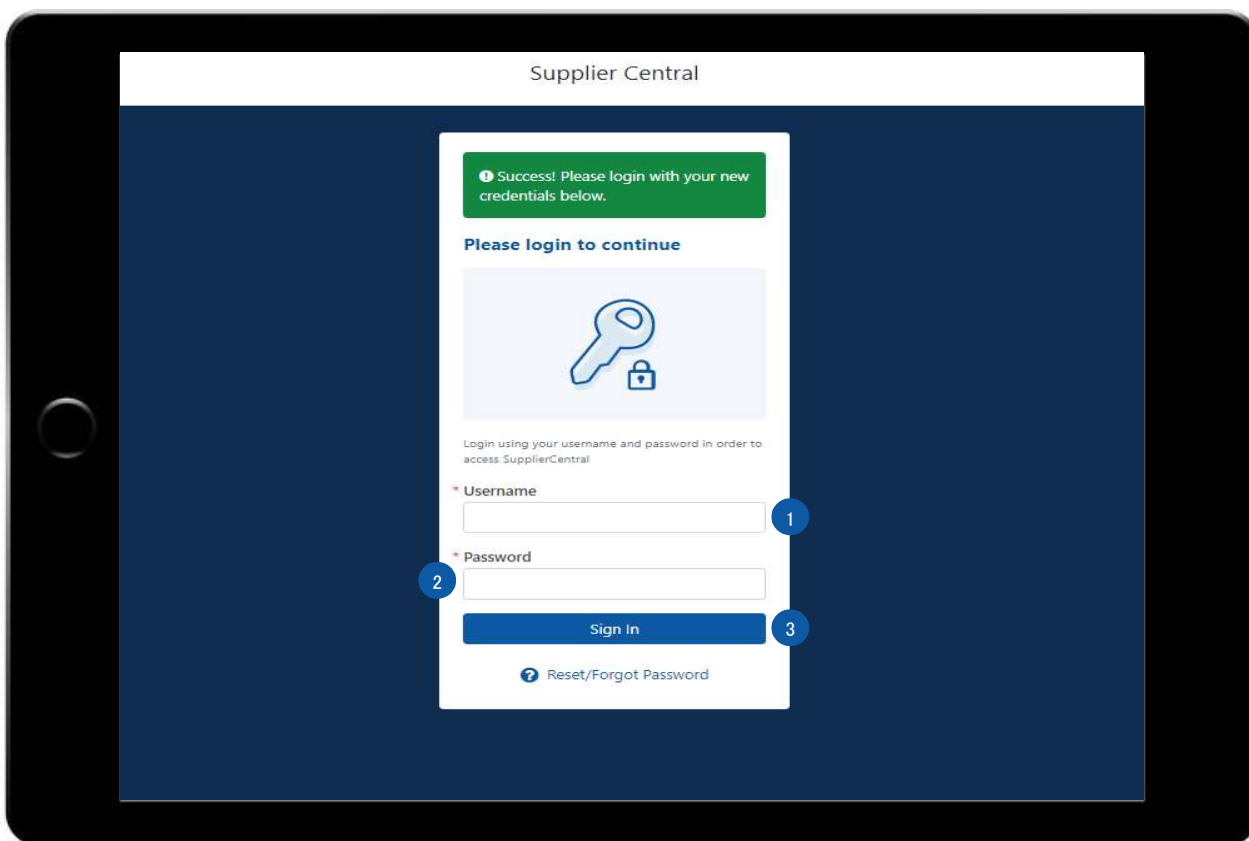 Supplier Central
Success! Please login with your new
credentials below.
Please login to continue
Login using your username and password in order to
access SupplierCentral
* Username
1
* Password
2
Sign In
3
Reset/Forgot Password